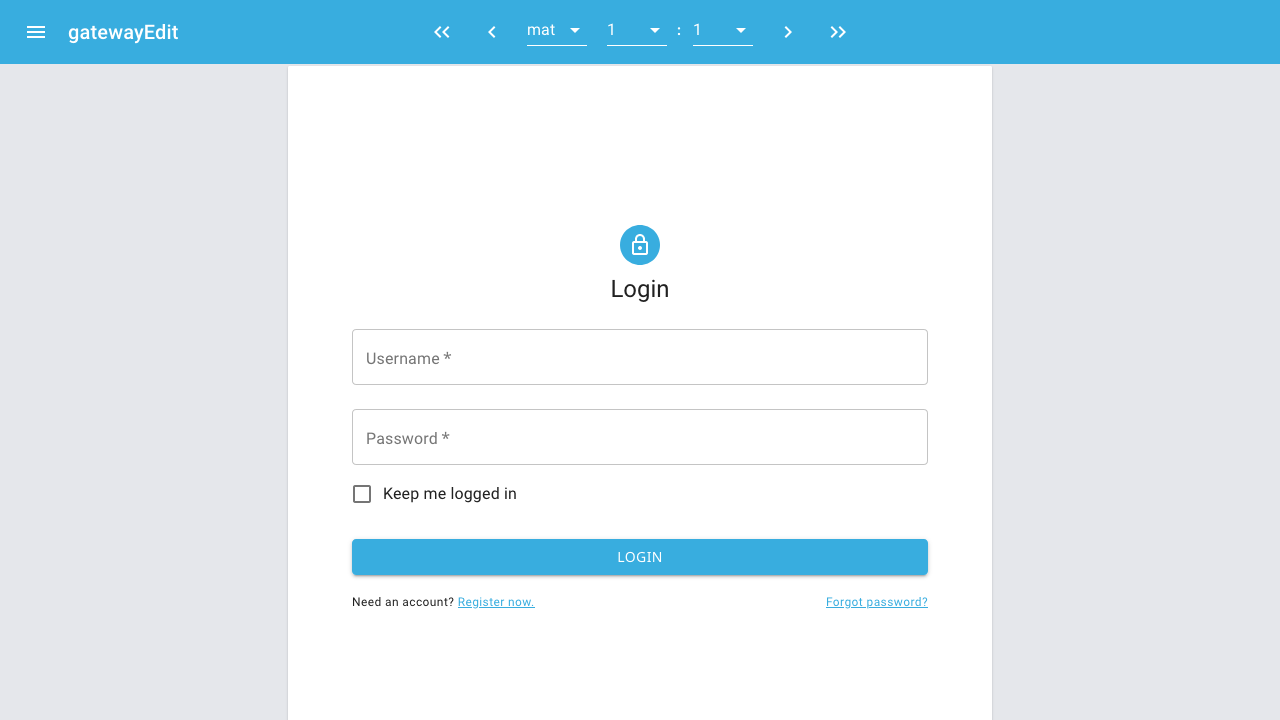 gatewayEdit
mat 1 : 1
Login
Username *
Password *
Keep me logged in
LOGIN
Need an account? Register now. Forgot password?